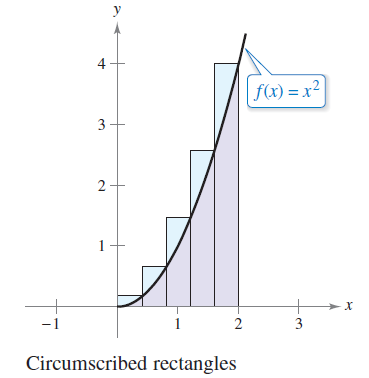 y
4
3
2
1
f(x) = x²
x
−1
1
2
3
Circumscribed rectangles